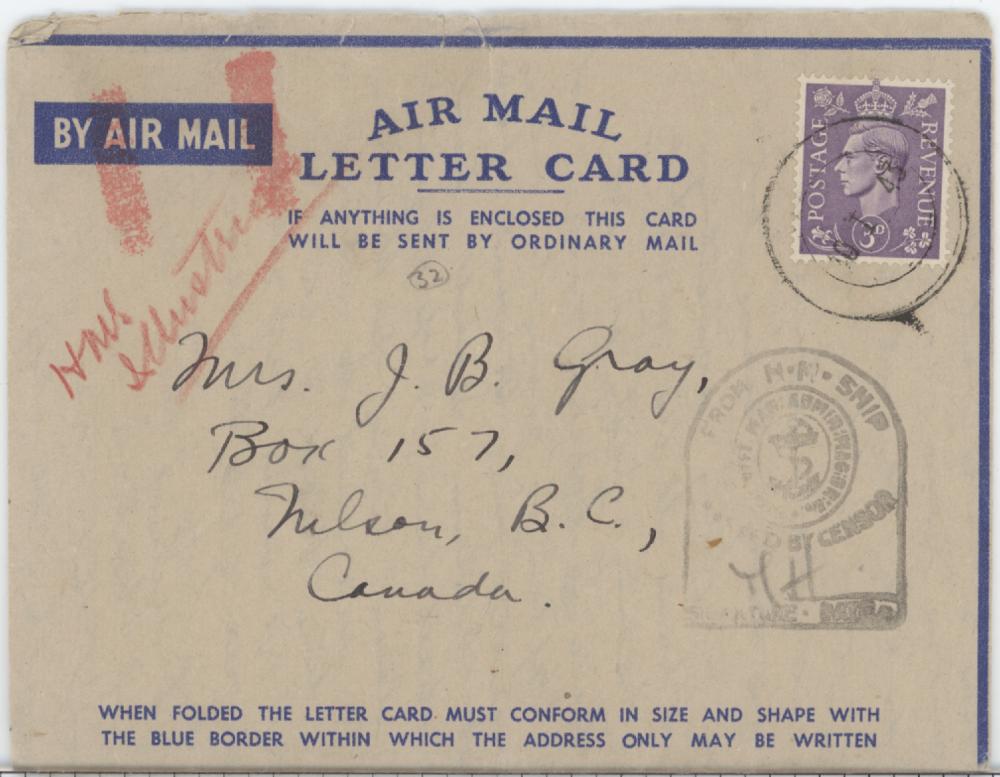 BY AIR MAIL
AIR MAIL
LETTER CARD
IF ANYTHING IS ENCLOSED THIS CARD
WILL BE SENT BY ORDINARY MAIL
POSTAGE
REVENUE
3D
32
Mrs. J. B. Gray,
Box 157,
Nelson, B.C.,
Canada.
FROM H·M·SHIP
BY CENSOR
WHEN FOLDED THE LETTER CARD MUST CONFORM IN SIZE AND SHAPE WITH
THE BLUE BORDER WITHIN WHICH THE ADDRESS ONLY MAY BE WRITTEN